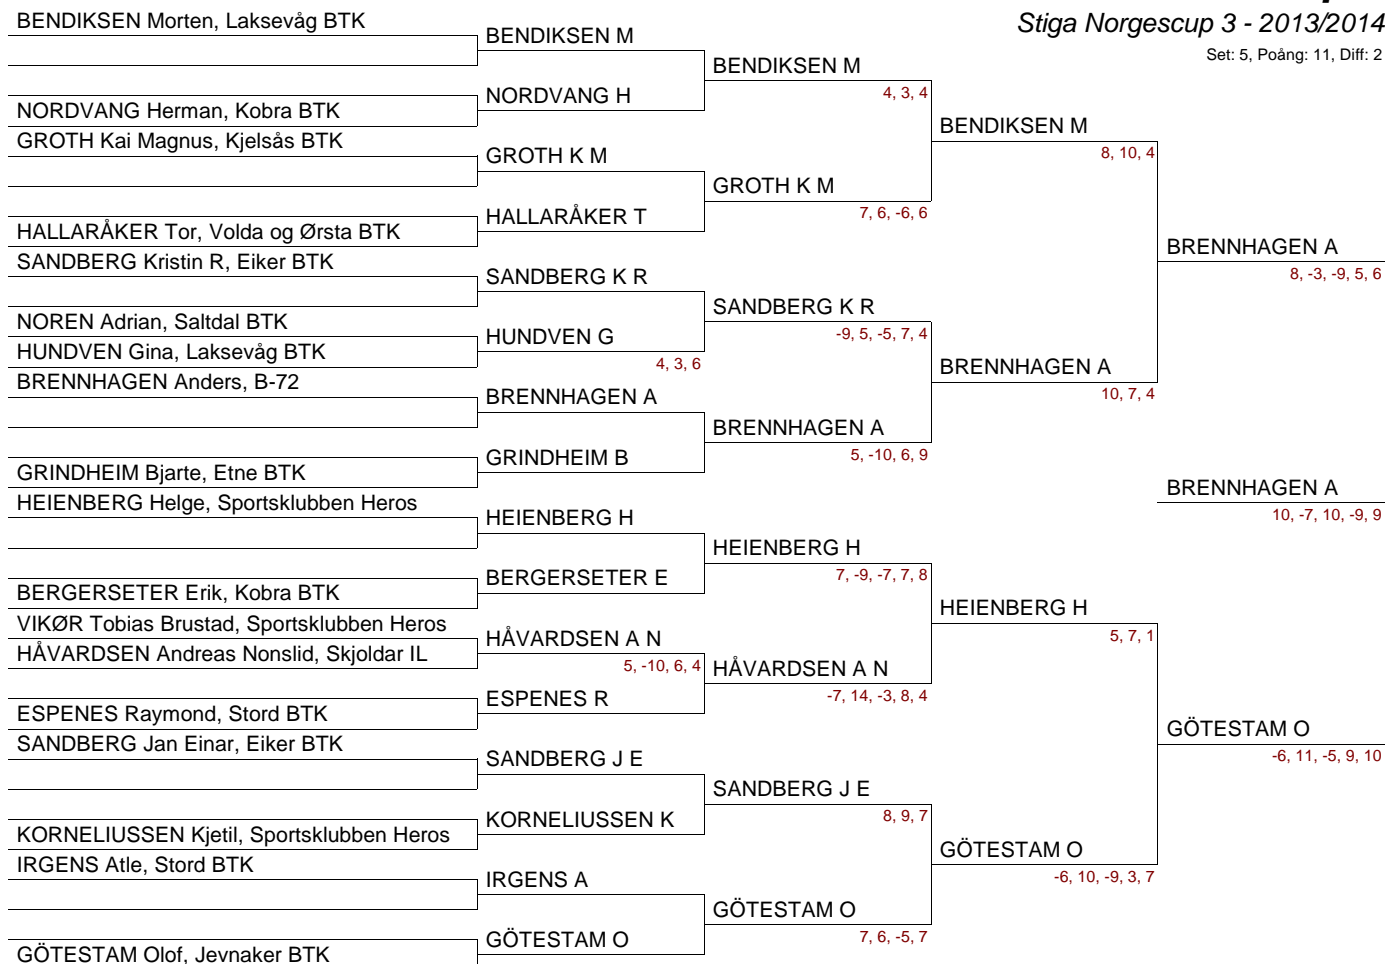 Stiga Norgescup 3 - 2013/2014
Set: 5, Poång: 11, Diff: 2
BENDIKSEN Morten, Laksevåg BTK
NORDVANG Herman, Kobra BTK
GROTH Kai Magnus, Kjelsås BTK
HALLARÅKER Tor, Volda og Ørsta BTK
SANDBERG Kristin R, Eiker BTK
NOREN Adrian, Saltdal BTK
HUNDVEN Gina, Laksevåg BTK
BRENNHAGEN Anders, B-72
GRINDHEIM Bjarte, Etne BTK
HEIENBERG Helge, Sportsklubben Heros
BERGERSETER Erik, Kobra BTK
VIKØR Tobias Brustad, Sportsklubben Heros
HÅVARDSEN Andreas Nonslid, Skjoldar IL
ESPENES Raymond, Stord BTK
SANDBERG Jan Einar, Eiker BTK
KORNELIUSSEN Kjetil, Sportsklubben Heros
IRGENS Atle, Stord BTK
GÖTESTAM Olof, Jevnaker BTK
BENDIKSEN M
NORDVANG H
GROTH K M
HALLARÅKER T
SANDBERG K R
HUNDVEN G
4, 3, 6
BRENNHAGEN A
GRINDHEIM B
HEIENBERG H
BERGERSETER E
HÅVARDSEN A N
5, -10, 6, 4
ESPENES R
SANDBERG J E
KORNELIUSSEN K
IRGENS A
GÖTESTAM O
BENDIKSEN M
4, 3, 4
GROTH K M
7, 6, -6, 6
SANDBERG K R
-9, 5, -5, 7, 4
BRENNHAGEN A
5, -10, 6, 9
HEIENBERG H
7, -9, -7, 7, 8
HÅVARDSEN A N
-7, 14, -3, 8, 4
SANDBERG J E
8, 9, 7
GÖTESTAM O
7, 6, -5, 7
BENDIKSEN M
8, 10, 4
BRENNHAGEN A
10, 7, 4
HEIENBERG H
5, 7, 1
GÖTESTAM O
-6, 10, -9, 3, 7
BRENNHAGEN A
8, -3, -9, 5, 6
BRENNHAGEN A
10, -7, 10, -9, 9
GÖTESTAM O
-6, 11, -5, 9, 10